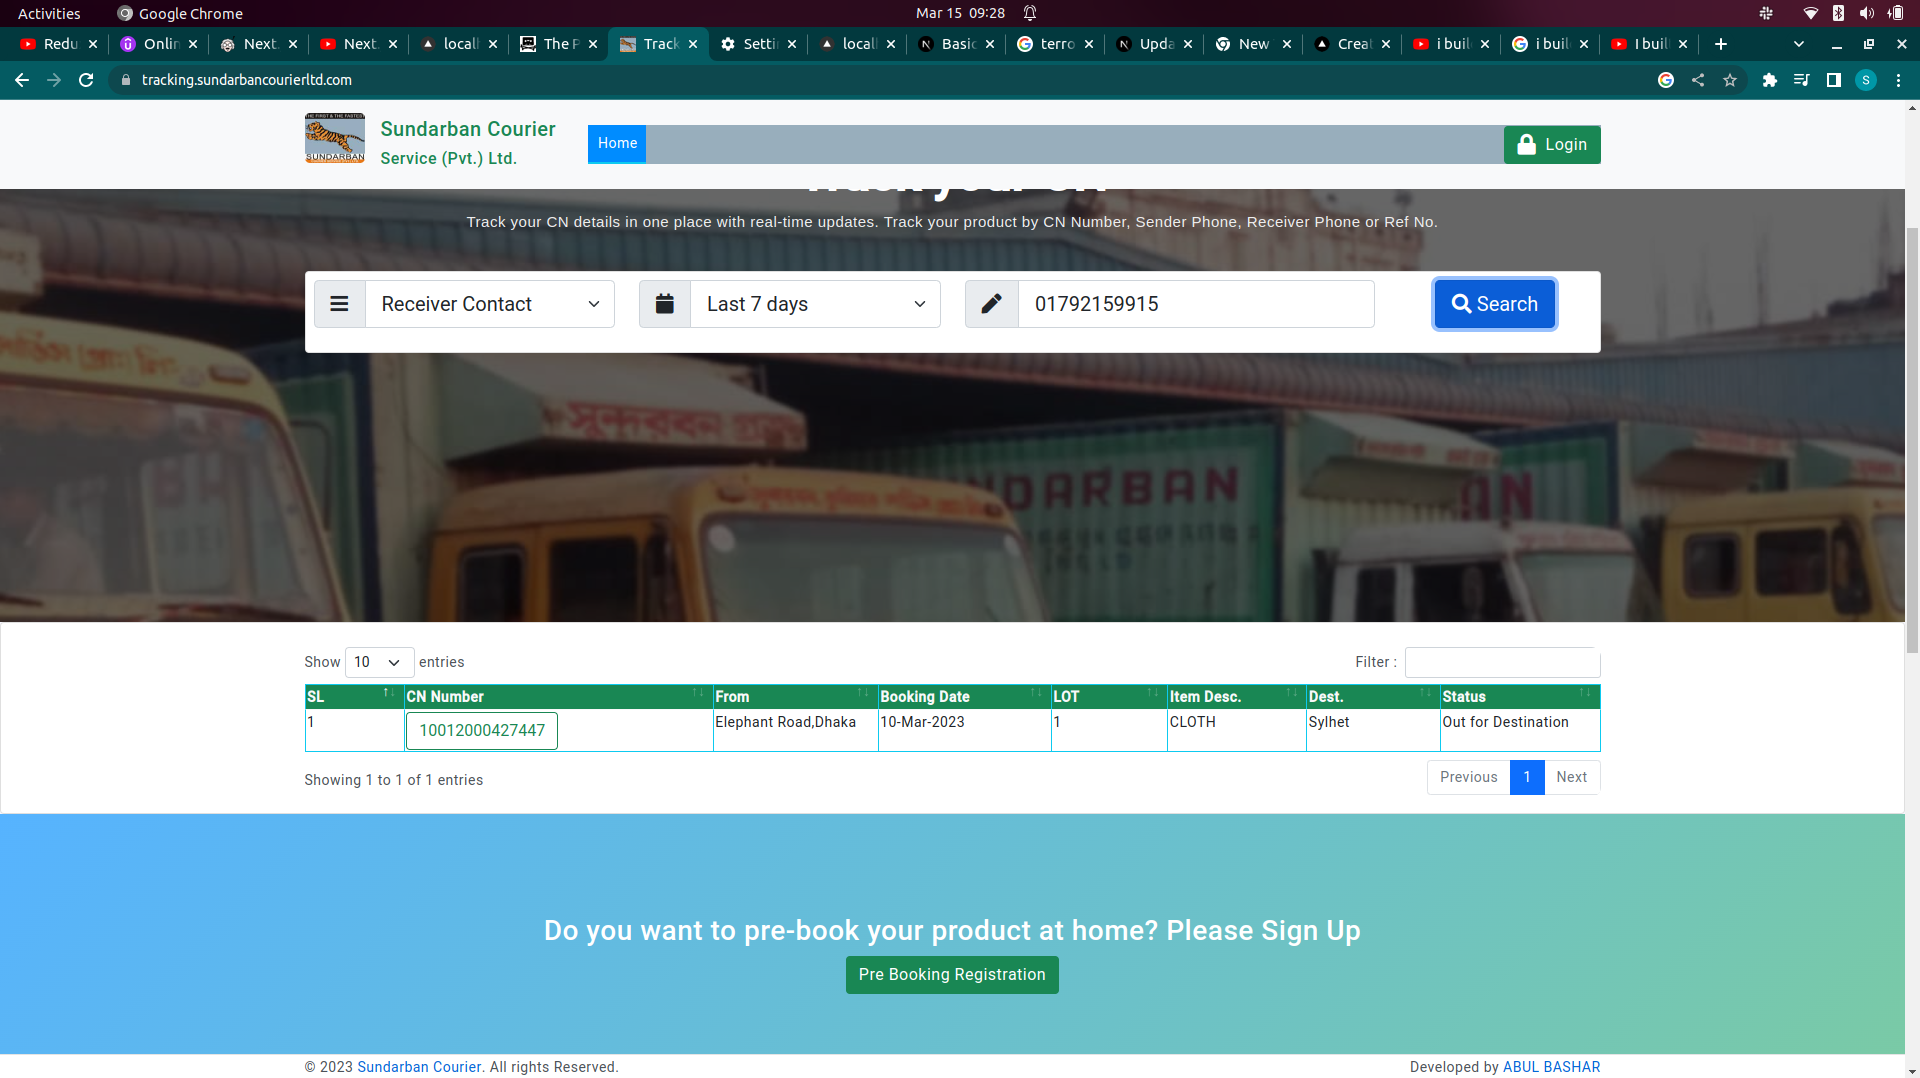 Activities Google Chrome Mar 15 09:28
Redu Onlin Next. Next. locall The P Track Setti locall Basic terro Upda New Creat i buil i buil I buil
tracking.sundarbancourierltd.com S
THE FIRST & THE FASTEST
SUNDARBAN
Sundarban Courier
Service (Pvt.) Ltd.
Home
Login
Track your CN details in one place with real-time updates. Track your product by CN Number, Sender Phone, Receiver Phone or Ref No.
Receiver Contact Last 7 days 01792159915 Search
NDARBAN
Show 10 entries Filter :
SL CN Number From Booking Date LOT Item Desc. Dest. Status
1 10012000427447 Elephant Road,Dhaka 10-Mar-2023 1 CLOTH Sylhet Out for Destination
Showing 1 to 1 of 1 entries Previous 1 Next
Do you want to pre-book your product at home? Please Sign Up
Pre Booking Registration
© 2023 Sundarban Courier. All rights Reserved. Developed by ABUL BASHAR